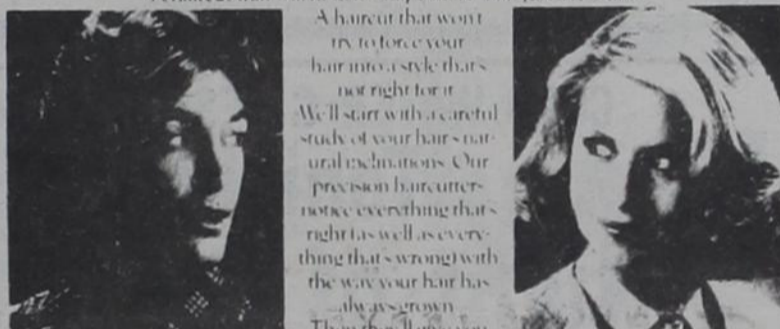 A haircut that won't
try to force your
hair into a style that's
not right for it
We'll start with a careful
study of your hair's nat-
ural inclinations. Our
precision haircutters
notice everything that's
right (as well as every-
thing that's wrong) with
the way your hair has
always grown